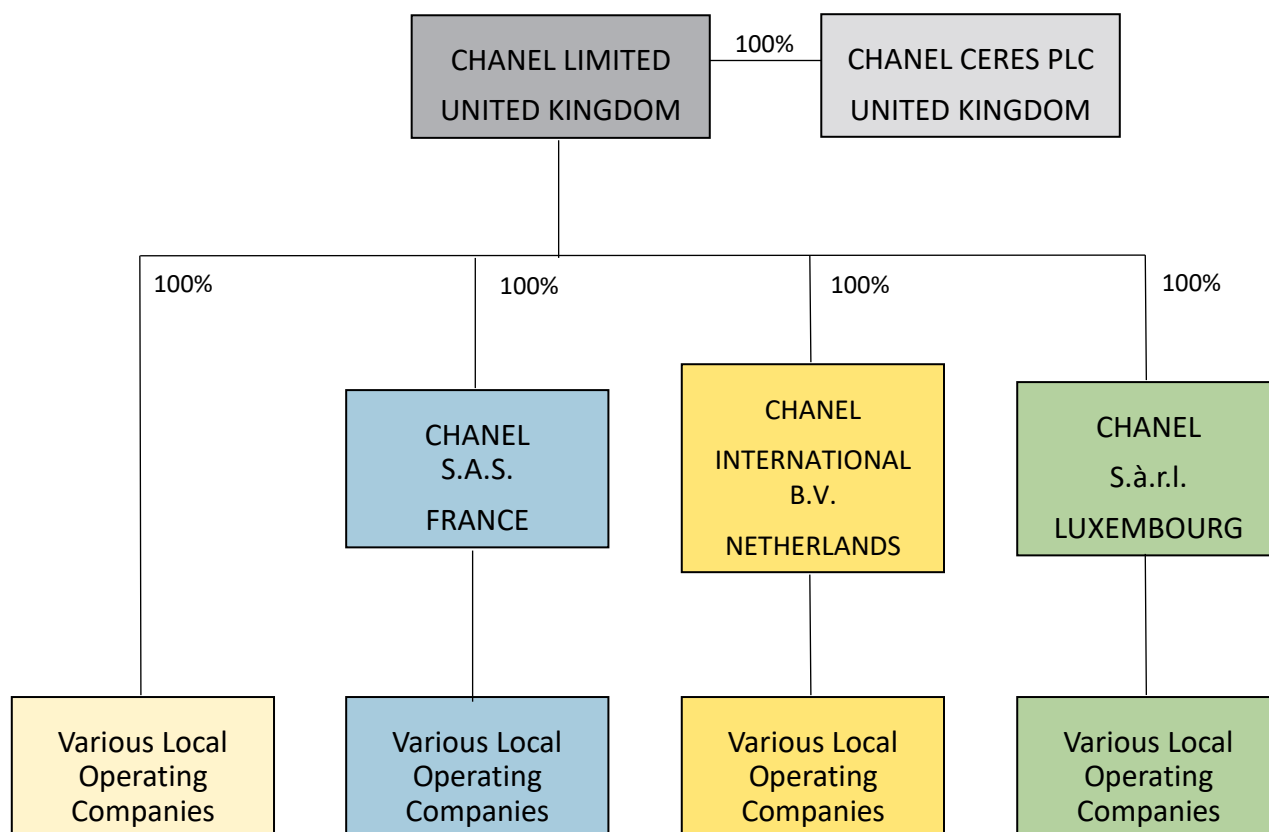 CHANEL LIMITED
UNITED KINGDOM
100%
CHANEL CERES PLC
UNITED KINGDOM
100%
100%
100%
100%
CHANEL
S.A.S.
FRANCE
CHANEL
INTERNATIONAL
B.V.
NETHERLANDS
CHANEL
S.à.r.l.
LUXEMBOURG
Various Local
Operating
Companies
Various Local
Operating
Companies
Various Local
Operating
Companies
Various Local
Operating
Companies